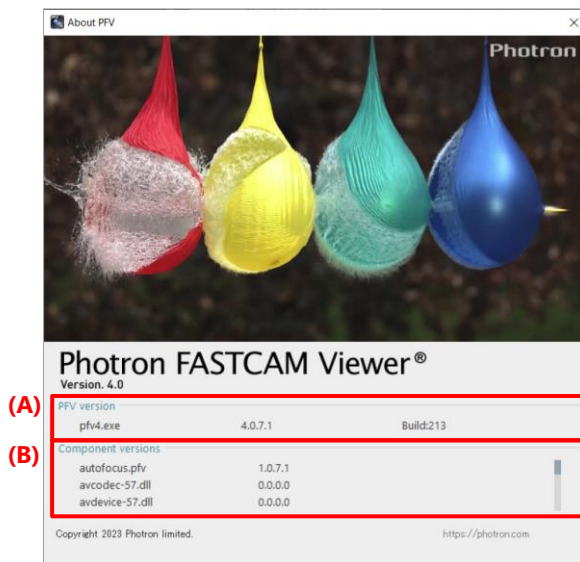 About PFV
Photron
Photron FASTCAM Viewer®
Version. 4.0
(A)
PFV version
pfv4.exe 4.0.7.1 Build:213
(B)
Component versions
autofocus.pfv 1.0.7.1
avcodec-57.dll 0.0.0.0
avdevice-57.dll 0.0.0.0
Copyright 2023 Photron limited. https://photron.com